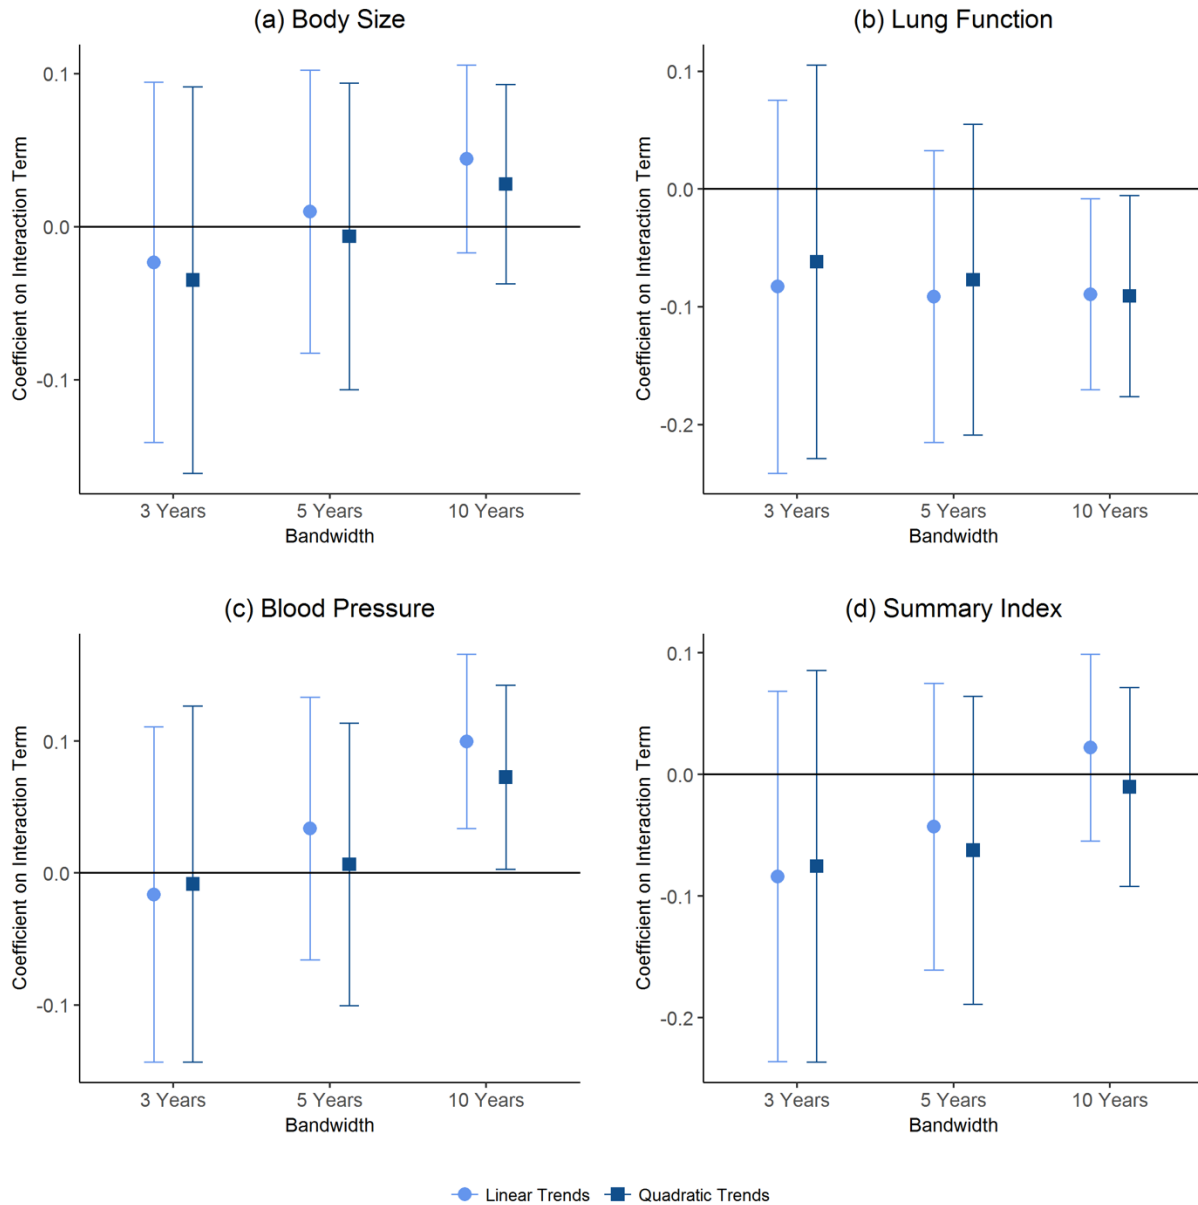 (a) Body Size
Coefficient on Interaction Term
0.1
0.0
-0.1
3 Years
5 Years
10 Years
Bandwidth
(b) Lung Function
Coefficient on Interaction Term
0.1
0.0
-0.1
-0.2
3 Years
5 Years
10 Years
Bandwidth
(c) Blood Pressure
Coefficient on Interaction Term
0.1
0.0
-0.1
3 Years
5 Years
10 Years
Bandwidth
(d) Summary Index
Coefficient on Interaction Term
0.1
0.0
-0.1
-0.2
3 Years
5 Years
10 Years
Bandwidth
Linear Trends
Quadratic Trends